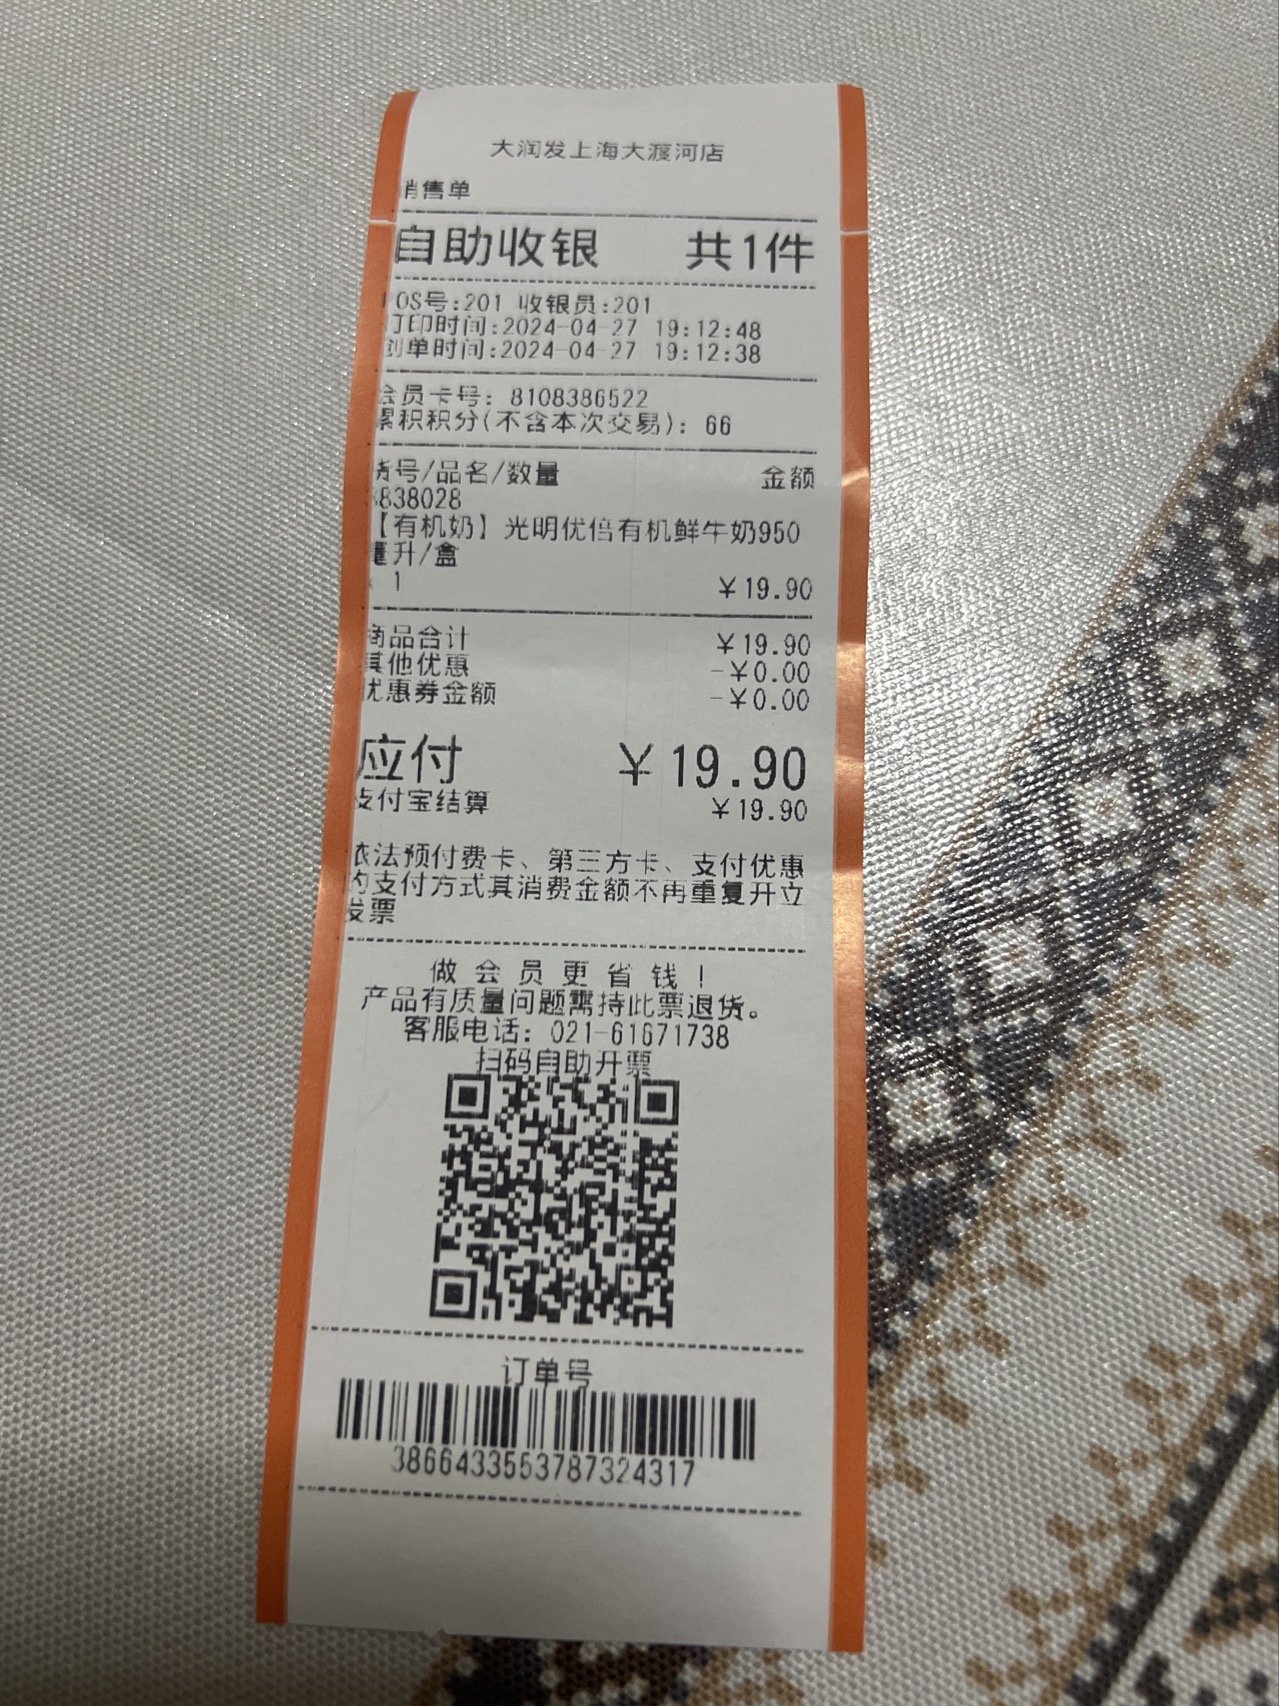 大润发上海大渡河店
销售单
自助收银 共1件
POS号:201 收银员:201
打印时间:2024-04-27 19:12:48
创单时间:2024-04-27 19:12:38
会员卡号: 8108386522
累积积分(不含本次交易): 66
货号/品名/数量 金额
838028
【有机奶】光明优倍有机鲜牛奶950
毫升/盒
x 1 ￥19.90
商品合计 ￥19.90
其他优惠 -￥0.00
优惠券金额 -￥0.00
应付 ￥19.90
支付宝结算 ￥19.90
依法预付费卡、第三方卡、支付优惠
的支付方式其消费金额不再重复开立
发票
做会员更省钱！
产品有质量问题需持此票退货。
客服电话: 021-61671738
扫码自助开票
订单号
3866433553787324317